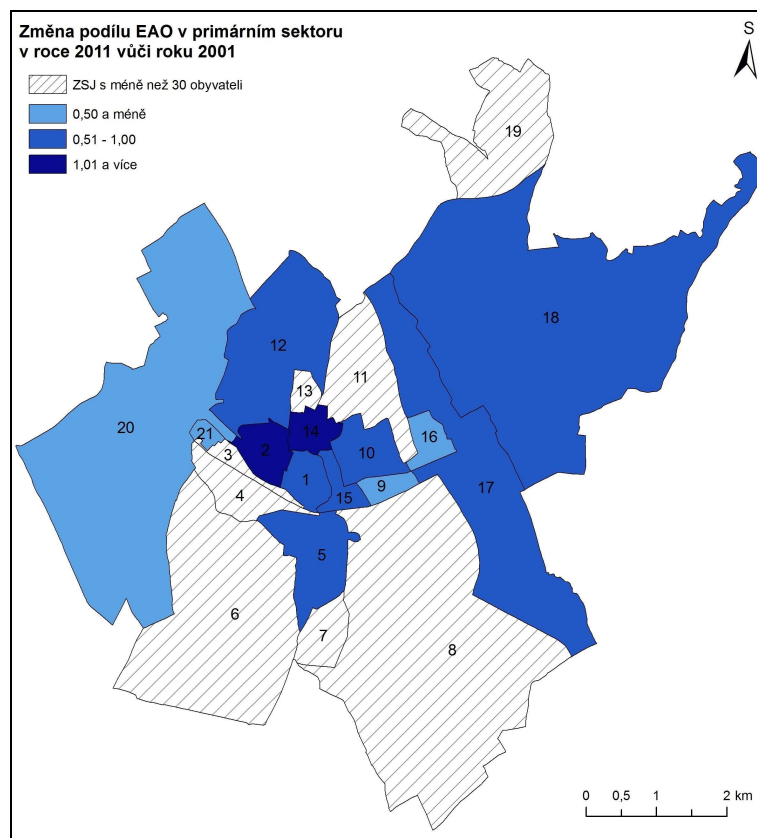 Změna podílu EAO v primárním sektoru
v roce 2011 vůči roku 2001
ZSJ s méně než 30 obyvateli
0,50 a méně
0,51 - 1,00
1,01 a více
S
19
18
12
11
13
20
14
16
21
2
10
3
1
9
17
4
15
5
6
7
8
0 0,5 1 2 km